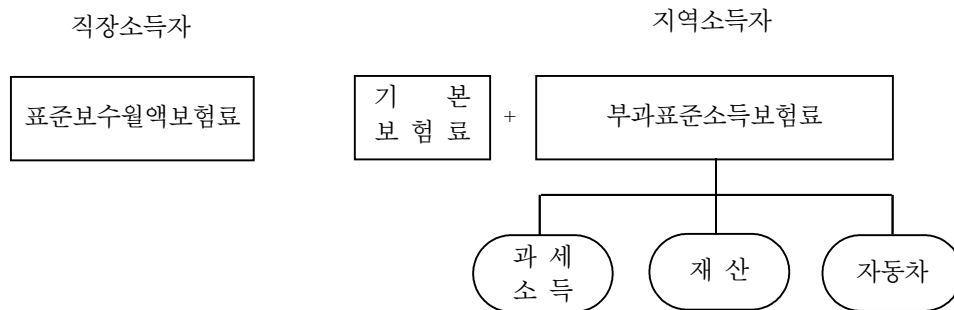 직장소득자
지역소득자
표준보수월액보험료
기 본
보 험 료
+
부과표준소득보험료
과 세
소 득
재 산
자동차